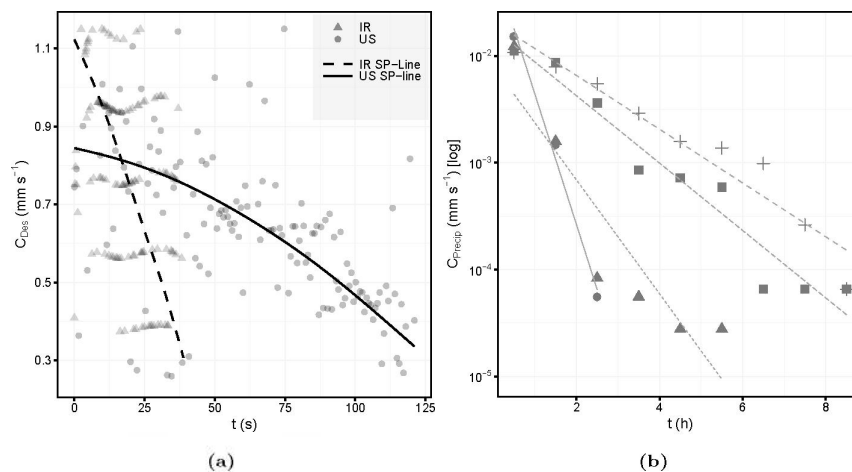 IR
US
IR SP-Line
US SP-line
1.1
0.9
0.7
0.5
0.3
C_Des (mm s⁻¹)
0 25 50 75 100 125
t (s)
(a)
10⁻²
10⁻³
10⁻⁴
10⁻⁵
C_Precip (mm s⁻¹) [log]
2 4 6 8
t (h)
(b)